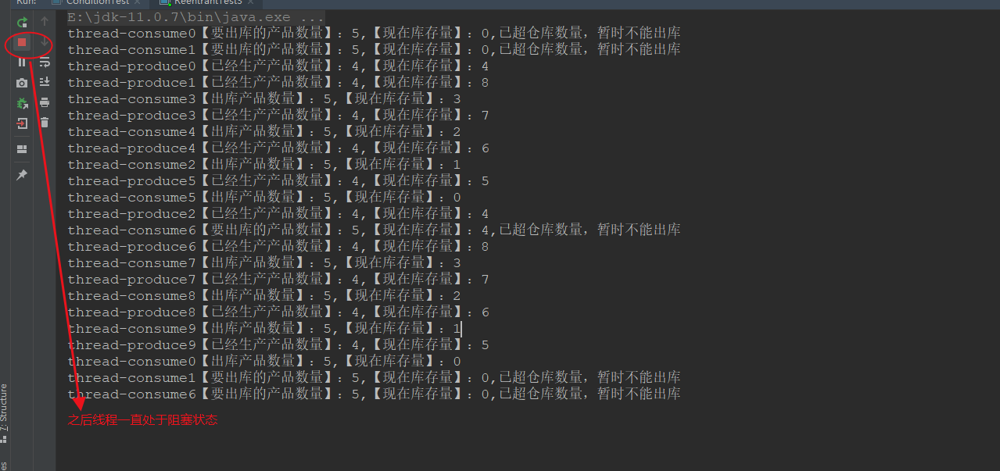 Run: ConditionTest × ReentrantTest3 ×
E:\jdk-11.0.7\bin\java.exe ...
thread-consume0【要出库的产品数量】：5,【现在库存量】：0,已超仓库数量，暂时不能出库
thread-consume1【要出库的产品数量】：5,【现在库存量】：0,已超仓库数量，暂时不能出库
thread-produce0【已经生产产品数量】：4,【现在库存量】：4
thread-produce1【已经生产产品数量】：4,【现在库存量】：8
thread-consume3【出库产品数量】：5,【现在库存量】：3
thread-produce3【已经生产产品数量】：4,【现在库存量】：7
thread-consume4【出库产品数量】：5,【现在库存量】：2
thread-produce4【已经生产产品数量】：4,【现在库存量】：6
thread-consume2【出库产品数量】：5,【现在库存量】：1
thread-produce5【已经生产产品数量】：4,【现在库存量】：5
thread-consume5【出库产品数量】：5,【现在库存量】：0
thread-produce2【已经生产产品数量】：4,【现在库存量】：4
thread-consume6【要出库的产品数量】：5,【现在库存量】：4,已超仓库数量，暂时不能出库
thread-produce6【已经生产产品数量】：4,【现在库存量】：8
thread-consume7【出库产品数量】：5,【现在库存量】：3
thread-produce7【已经生产产品数量】：4,【现在库存量】：7
thread-consume8【出库产品数量】：5,【现在库存量】：2
thread-produce8【已经生产产品数量】：4,【现在库存量】：6
thread-consume9【出库产品数量】：5,【现在库存量】：1
thread-produce9【已经生产产品数量】：4,【现在库存量】：5
thread-consume0【出库产品数量】：5,【现在库存量】：0
thread-consume1【要出库的产品数量】：5,【现在库存量】：0,已超仓库数量，暂时不能出库
thread-consume6【要出库的产品数量】：5,【现在库存量】：0,已超仓库数量，暂时不能出库
之后线程一直处于阻塞状态
7: Structure